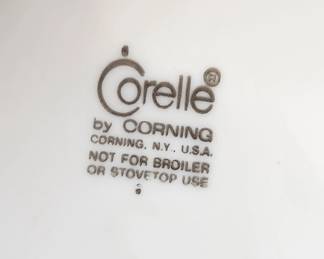 Corelle®
by CORNING
CORNING, N.Y., U.S.A.
NOT FOR BROILER
OR STOVETOP USE